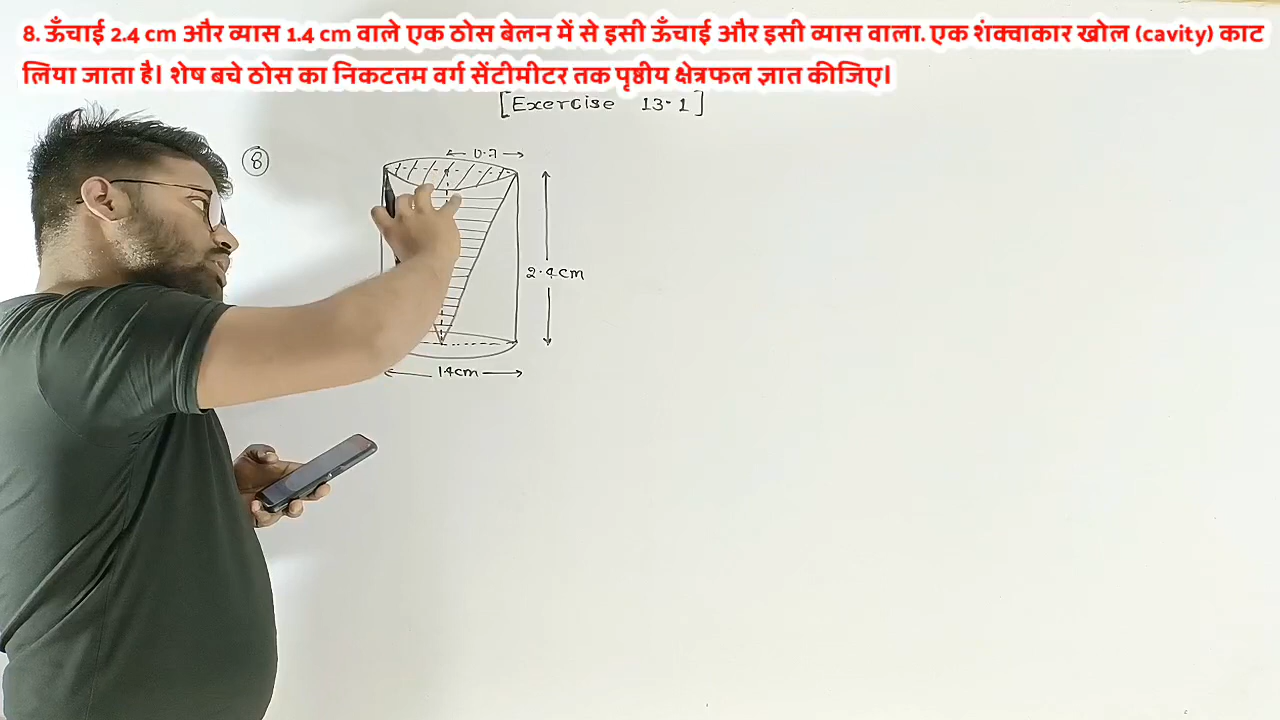 8. ऊँचाई 2.4 cm और व्यास 1.4 cm वाले एक ठोस बेलन में से इसी ऊँचाई और इसी व्यास वाला. एक शंक्वाकार खोल (cavity) काट
लिया जाता है। शेष बचे ठोस का निकटतम वर्ग सेंटीमीटर तक पृष्ठीय क्षेत्रफल ज्ञात कीजिए।
[Exercise 13.1]
8
0.7
2.4cm
14cm